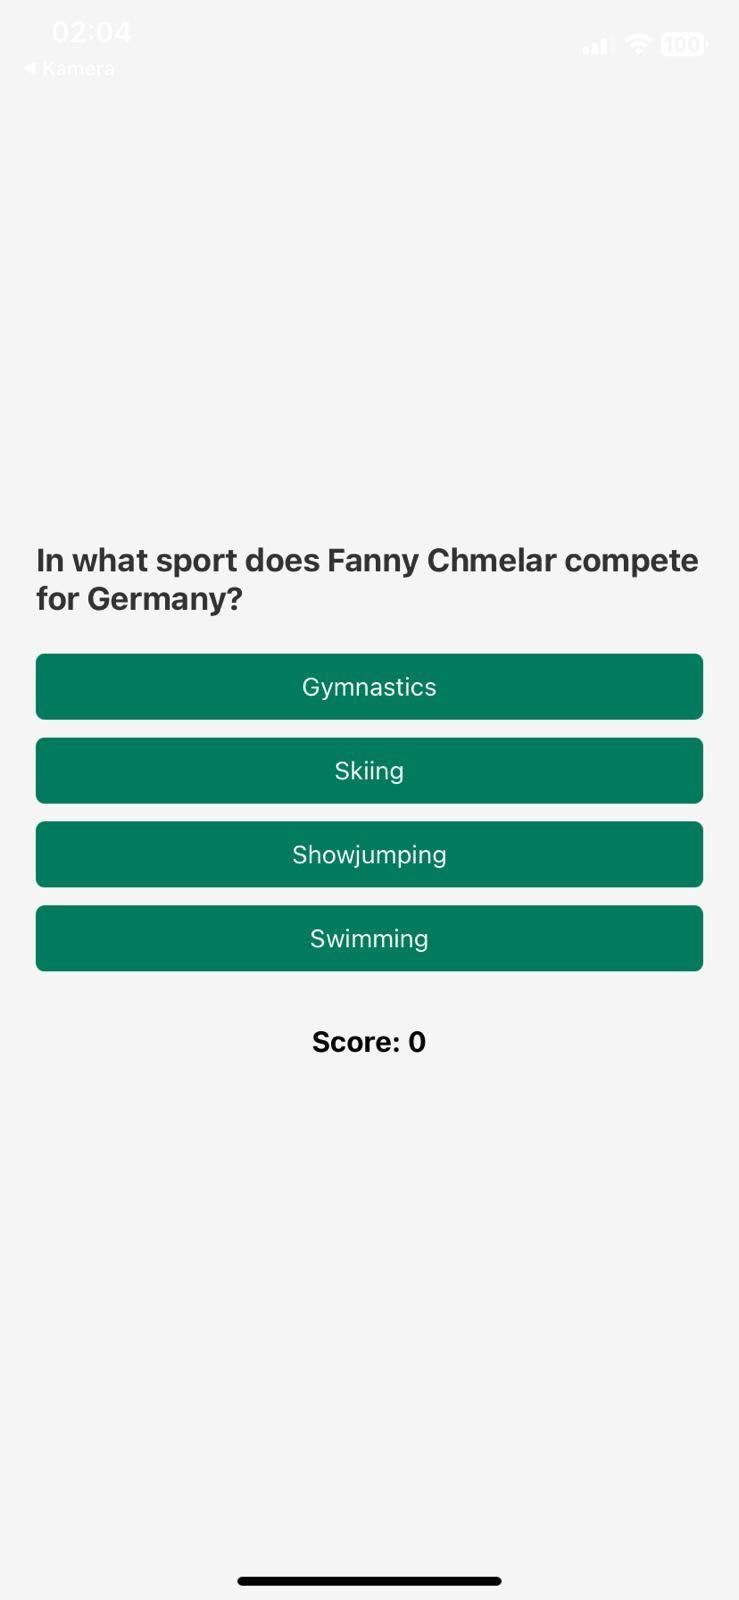 02:04
100
◀ Kamera
In what sport does Fanny Chmelar compete
for Germany?
Gymnastics
Skiing
Showjumping
Swimming
Score: 0